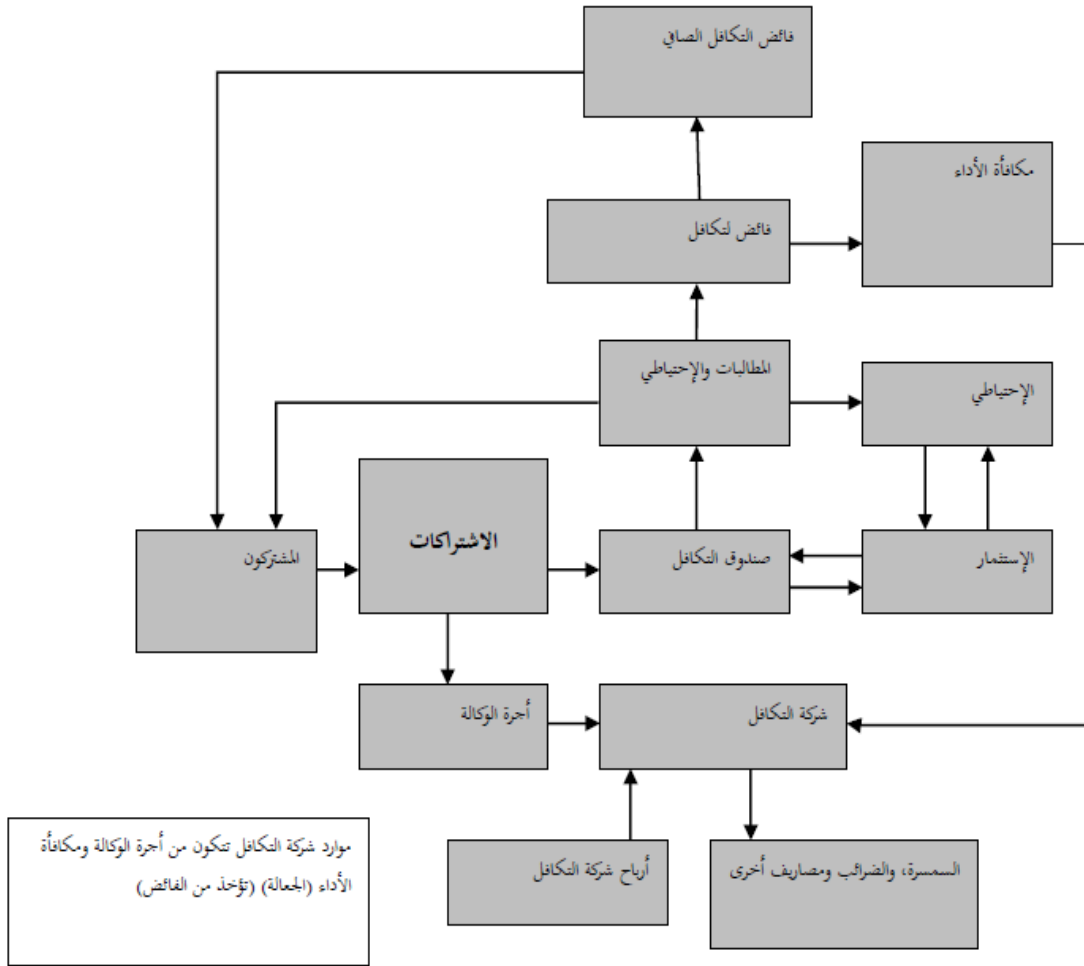 فائض التكافل الصافي
مكافأة الأداء
فائض لتكافل
المطالبات والإحتياطي
الإحتياطي
الاشتراكات
المشتركون
صندوق التكافل
الإستثمار
أجرة الوكالة
شركة التكافل
أرباح شركة التكافل
السمسرة، والضرائب ومصاريف أخرى
موارد شركة التكافل تتكون من أجرة الوكالة ومكافأة
الأداء (الجعالة) (تؤخذ من الفائض)